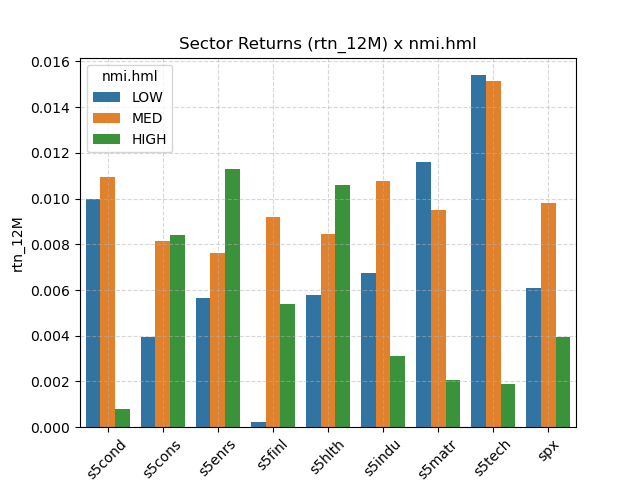 Sector Returns (rtn_12M) x nmi.hml
nmi.hml
LOW
MED
HIGH
rtn_12M
0.016
0.014
0.012
0.010
0.008
0.006
0.004
0.002
0.000
s5cond
s5cons
s5enrs
s5finl
s5hlth
s5indu
s5matr
s5tech
spx